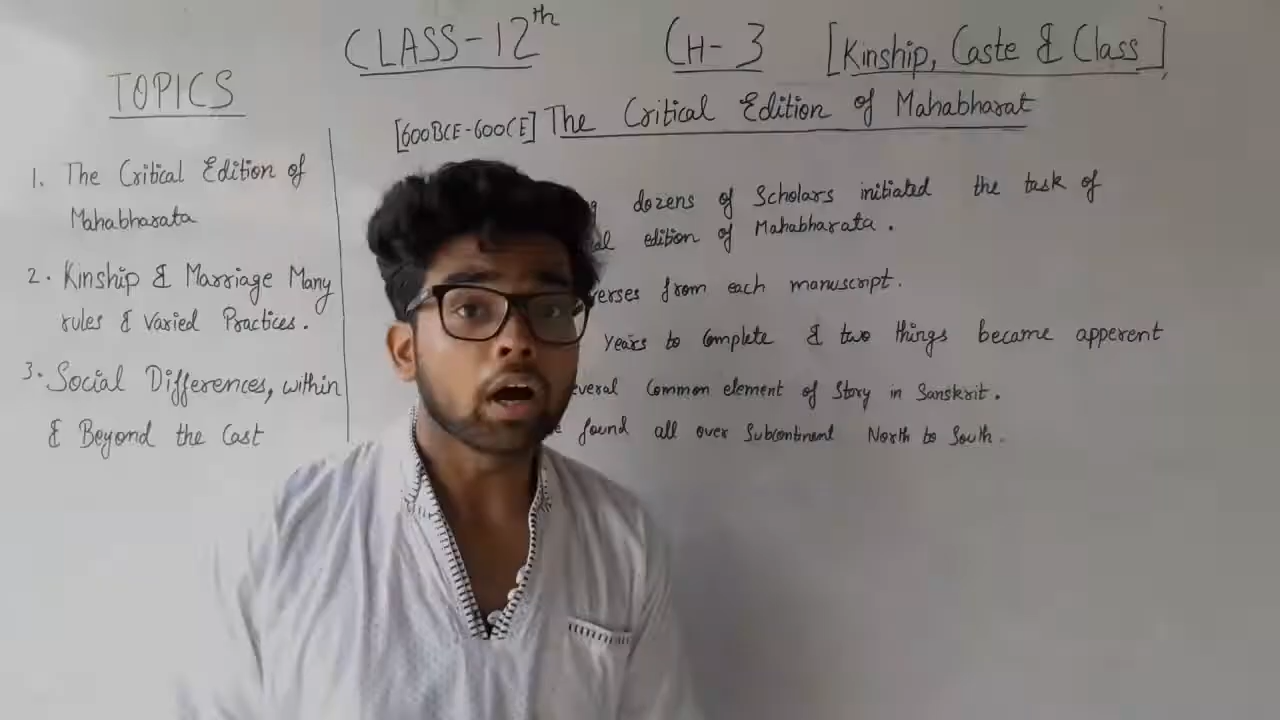 CLASS-12th
CH-3 [Kinship, Caste & Class]
TOPICS
[600BCE-600CE] The Critical Edition of Mahabharat
1. The Critical Edition of
Mahabharata
2. Kinship & Marriage Many
rules & Varied Practices.
3. Social Differences, within
& Beyond the Cast
dozens of Scholars initiated the task of
edition of Mahabharata.
verses from each manuscript.
Years to Complete & two things became apperent
everal Common element of Story in Sanskrit.
found all over Subcontinent North to South.